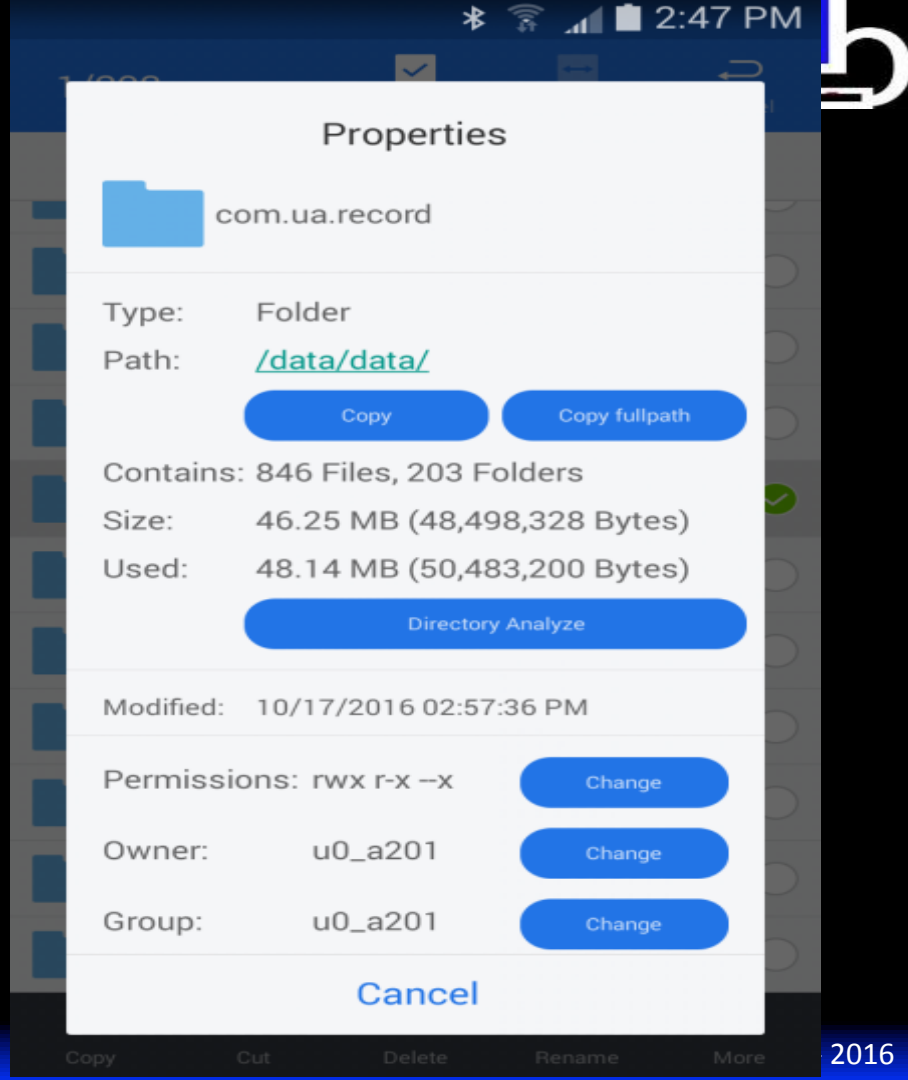 2:47 PM
Properties
com.ua.record
Type: Folder
Path: /data/data/
Copy Copy fullpath
Contains: 846 Files, 203 Folders
Size: 46.25 MB (48,498,328 Bytes)
Used: 48.14 MB (50,483,200 Bytes)
Directory Analyze
Modified: 10/17/2016 02:57:36 PM
Permissions: rwx r-x --x Change
Owner: u0_a201 Change
Group: u0_a201 Change
Cancel
Copy Cut Delete Rename More
2016